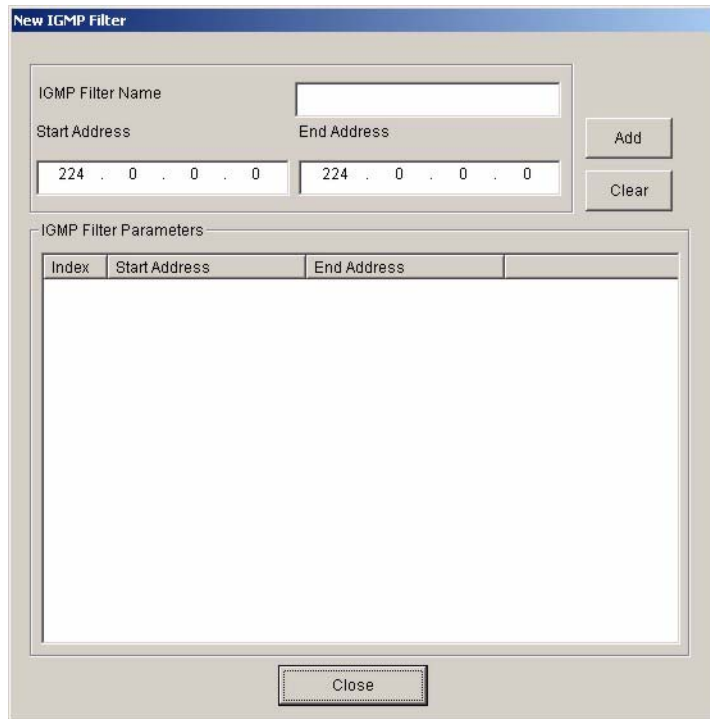 New IGMP Filter
IGMP Filter Name
Start Address End Address
224 . 0 . 0 . 0 224 . 0 . 0 . 0
Add
Clear
IGMP Filter Parameters
Index Start Address End Address
Close